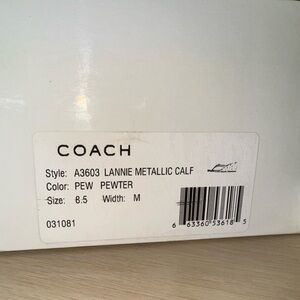 COACH
Style: A3603 LANNIE METALLIC CALF
Color: PEW PEWTER
Size: 6.5 Width: M
031081
6 63360 53618 5